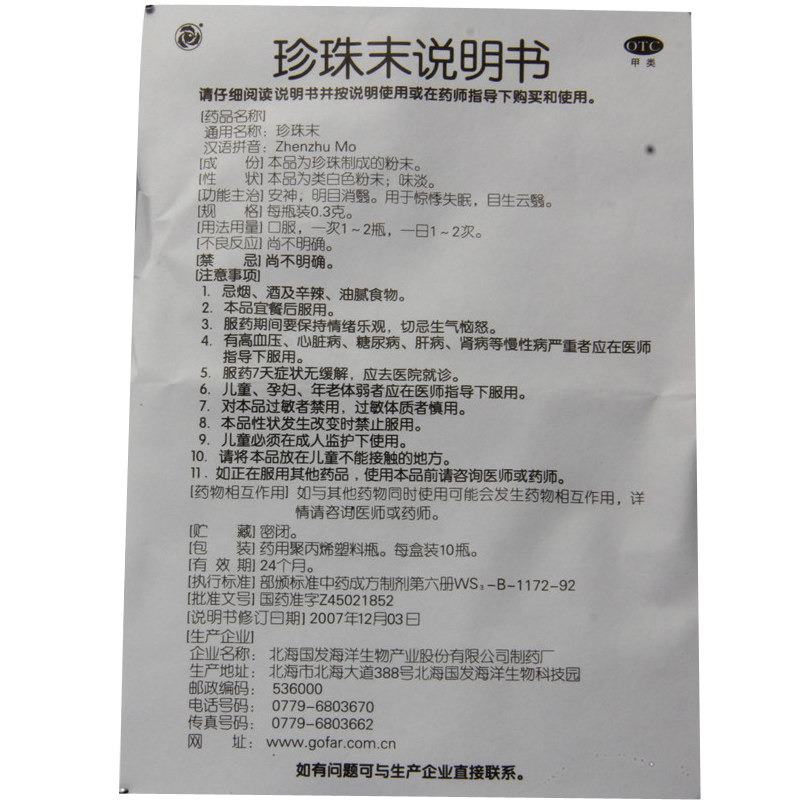 珍珠末说明书
OTC
甲类
请仔细阅读说明书并按说明使用或在药师指导下购买和使用。
[药品名称]
通用名称：珍珠末
汉语拼音：Zhenzhu Mo
[成　份] 本品为珍珠制成的粉末。
[性　状] 本品为类白色粉末；味淡。
[功能主治] 安神，明目消翳。用于惊悸失眠，目生云翳。
[规　格] 每瓶装0.3克。
[用法用量] 口服，一次1～2瓶，一日1～2次。
[不良反应] 尚不明确。
[禁　忌] 尚不明确。
[注意事项]
1. 忌烟、酒及辛辣、油腻食物。
2. 本品宜餐后服用。
3. 服药期间要保持情绪乐观，切忌生气恼怒。
4. 有高血压、心脏病、糖尿病、肝病、肾病等慢性病严重者应在医师
指导下服用。
5. 服药7天症状无缓解，应去医院就诊。
6. 儿童、孕妇、年老体弱者应在医师指导下服用。
7. 对本品过敏者禁用，过敏体质者慎用。
8. 本品性状发生改变时禁止服用。
9. 儿童必须在成人监护下使用。
10. 请将本品放在儿童不能接触的地方。
11. 如正在服用其他药品，使用本品前请咨询医师或药师。
[药物相互作用] 如与其他药物同时使用可能会发生药物相互作用，详
情请咨询医师或药师。
[贮　藏] 密闭。
[包　装] 药用聚丙烯塑料瓶。每盒装10瓶。
[有 效 期] 24个月。
[执行标准] 部颁标准中药成方制剂第六册WS₃-B-1172-92
[批准文号] 国药准字Z45021852
[说明书修订日期] 2007年12月03日
[生产企业]
企业名称：北海国发海洋生物产业股份有限公司制药厂
生产地址：北海市北海大道388号北海国发海洋生物科技园
邮政编码：536000
电话号码：0779-6803670
传真号码：0779-6803662
网　址：www.gofar.com.cn
如有问题可与生产企业直接联系。